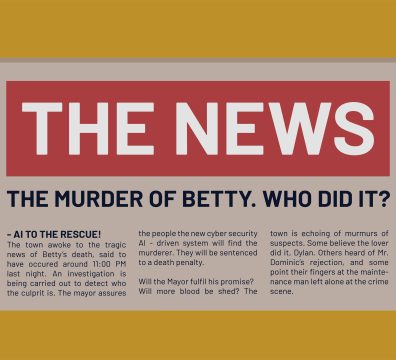 THE NEWS
THE MURDER OF BETTY. WHO DID IT?
- AI TO THE RESCUE!
The town awoke to the tragic
news of Betty's death, said to
have occured around 11:00 PM
last night. An investigation is
being carried out to detect who
the culprit is. The mayor assures
the people the new cyber security
AI - driven system will find the
murderer. They will be sentenced
to a death penalty.
Will the Mayor fulfil his promise?
Will more blood be shed? The
town is echoing of murmurs of
suspects. Some believe the lover
did it, Dylan. Others heard of Mr.
Dominic's rejection, and some
point their fingers at the mainte-
nance man left alone at the crime
scene.